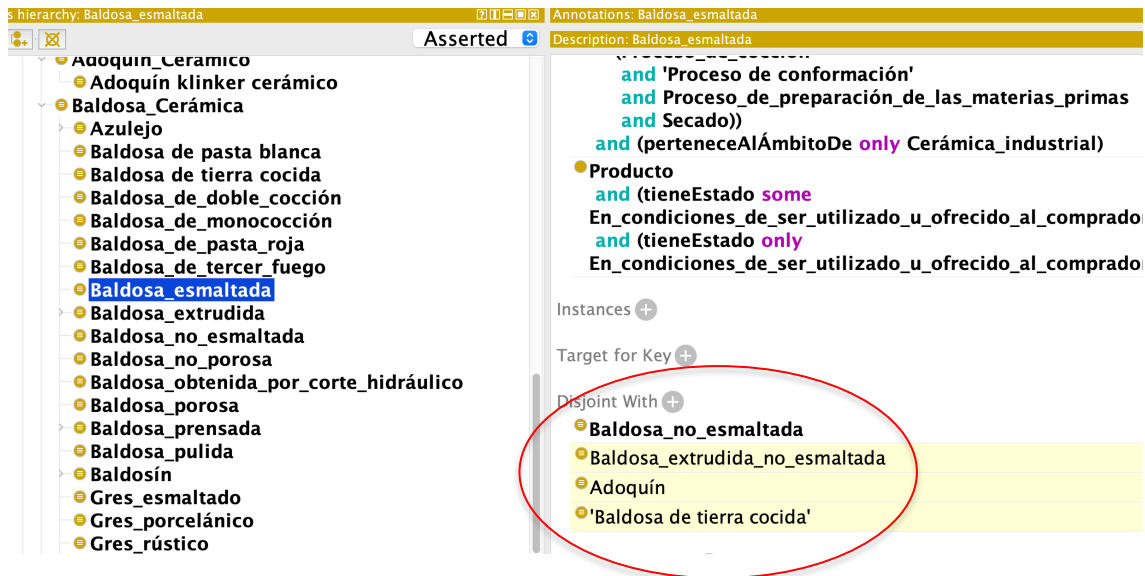 s hierarchy: Baldosa_esmaltada
Asserted
Adoquín_Cerámico
Adoquín klinker cerámico
Baldosa_Cerámica
Azulejo
Baldosa de pasta blanca
Baldosa de tierra cocida
Baldosa_de_doble_cocción
Baldosa_de_monococción
Baldosa_de_pasta_roja
Baldosa_de_tercer_fuego
Baldosa_esmaltada
Baldosa_extrudida
Baldosa_no_esmaltada
Baldosa_no_porosa
Baldosa_obtenida_por_corte_hidráulico
Baldosa_porosa
Baldosa_prensada
Baldosa_pulida
Baldosín
Gres_esmaltado
Gres_porcelánico
Gres_rústico
Annotations: Baldosa_esmaltada
Description: Baldosa_esmaltada
(Proceso_de_cocción
and 'Proceso de conformación'
and Proceso_de_preparación_de_las_materias_primas
and Secado))
and (perteneceAlÁmbitoDe only Cerámica_industrial)
Producto
and (tieneEstado some
En_condiciones_de_ser_utilizado_u_ofrecido_al_comprador
and (tieneEstado only
En_condiciones_de_ser_utilizado_u_ofrecido_al_comprador
Instances
Target for Key
Disjoint With
Baldosa_no_esmaltada
Baldosa_extrudida_no_esmaltada
Adoquín
'Baldosa de tierra cocida'